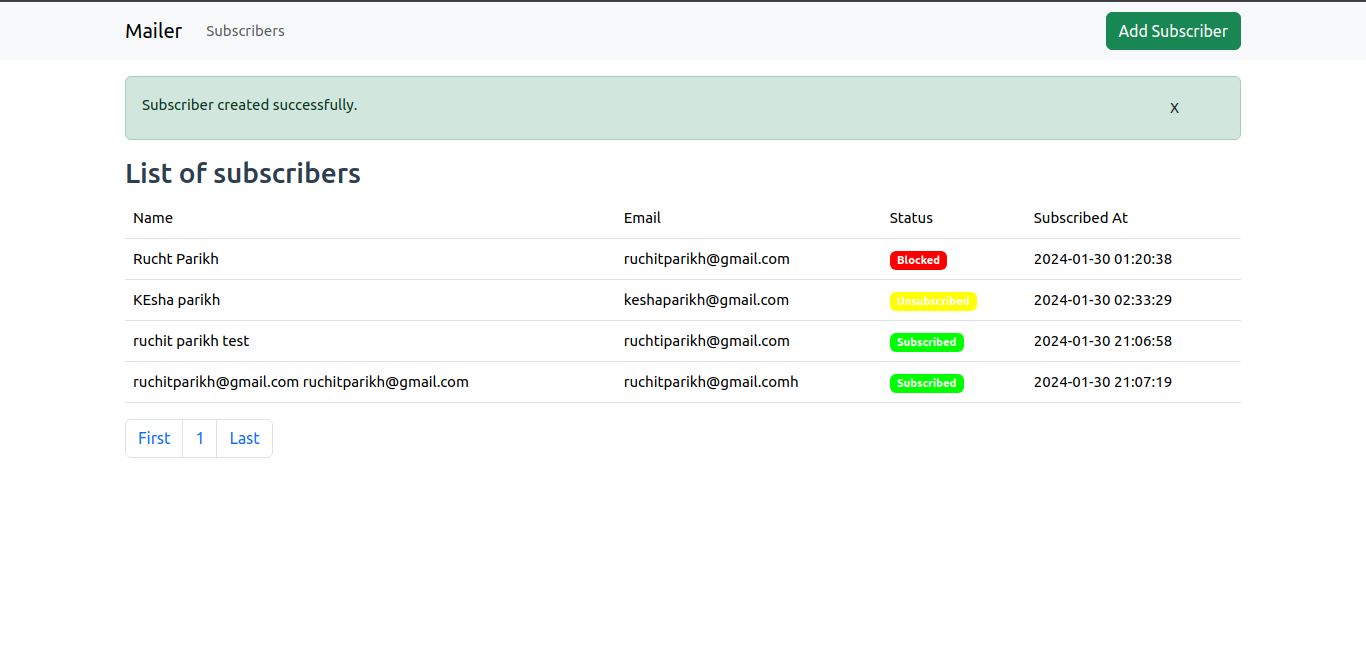 Mailer Subscribers Add Subscriber
Subscriber created successfully. X
List of subscribers
Name Email Status Subscribed At
Rucht Parikh ruchitparikh@gmail.com Blocked 2024-01-30 01:20:38
KEsha parikh keshaparikh@gmail.com Unsubscribed 2024-01-30 02:33:29
ruchit parikh test ruchtiparikh@gmail.com Subscribed 2024-01-30 21:06:58
ruchitparikh@gmail.com ruchitparikh@gmail.com ruchitparikh@gmail.comh Subscribed 2024-01-30 21:07:19
First 1 Last